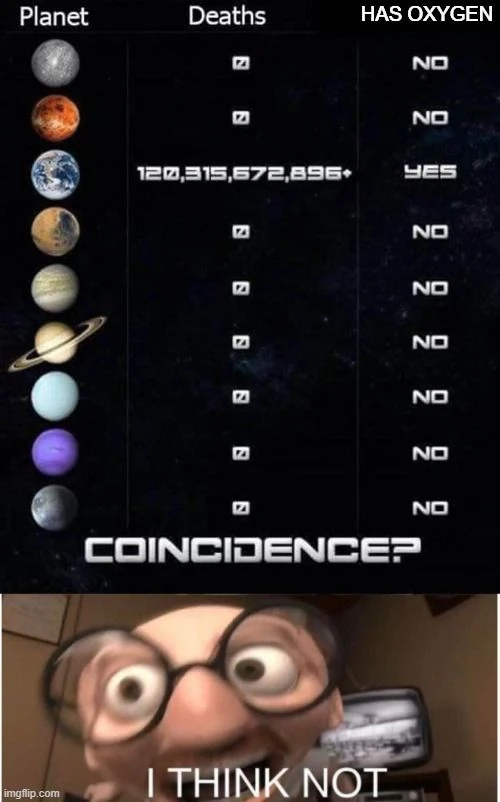 Planet Deaths HAS OXYGEN
0 NO
0 NO
120,315,672,896+ YES
0 NO
0 NO
0 NO
0 NO
0 NO
0 NO
COINCIDENCE?
I THINK NOT
imgflip.com